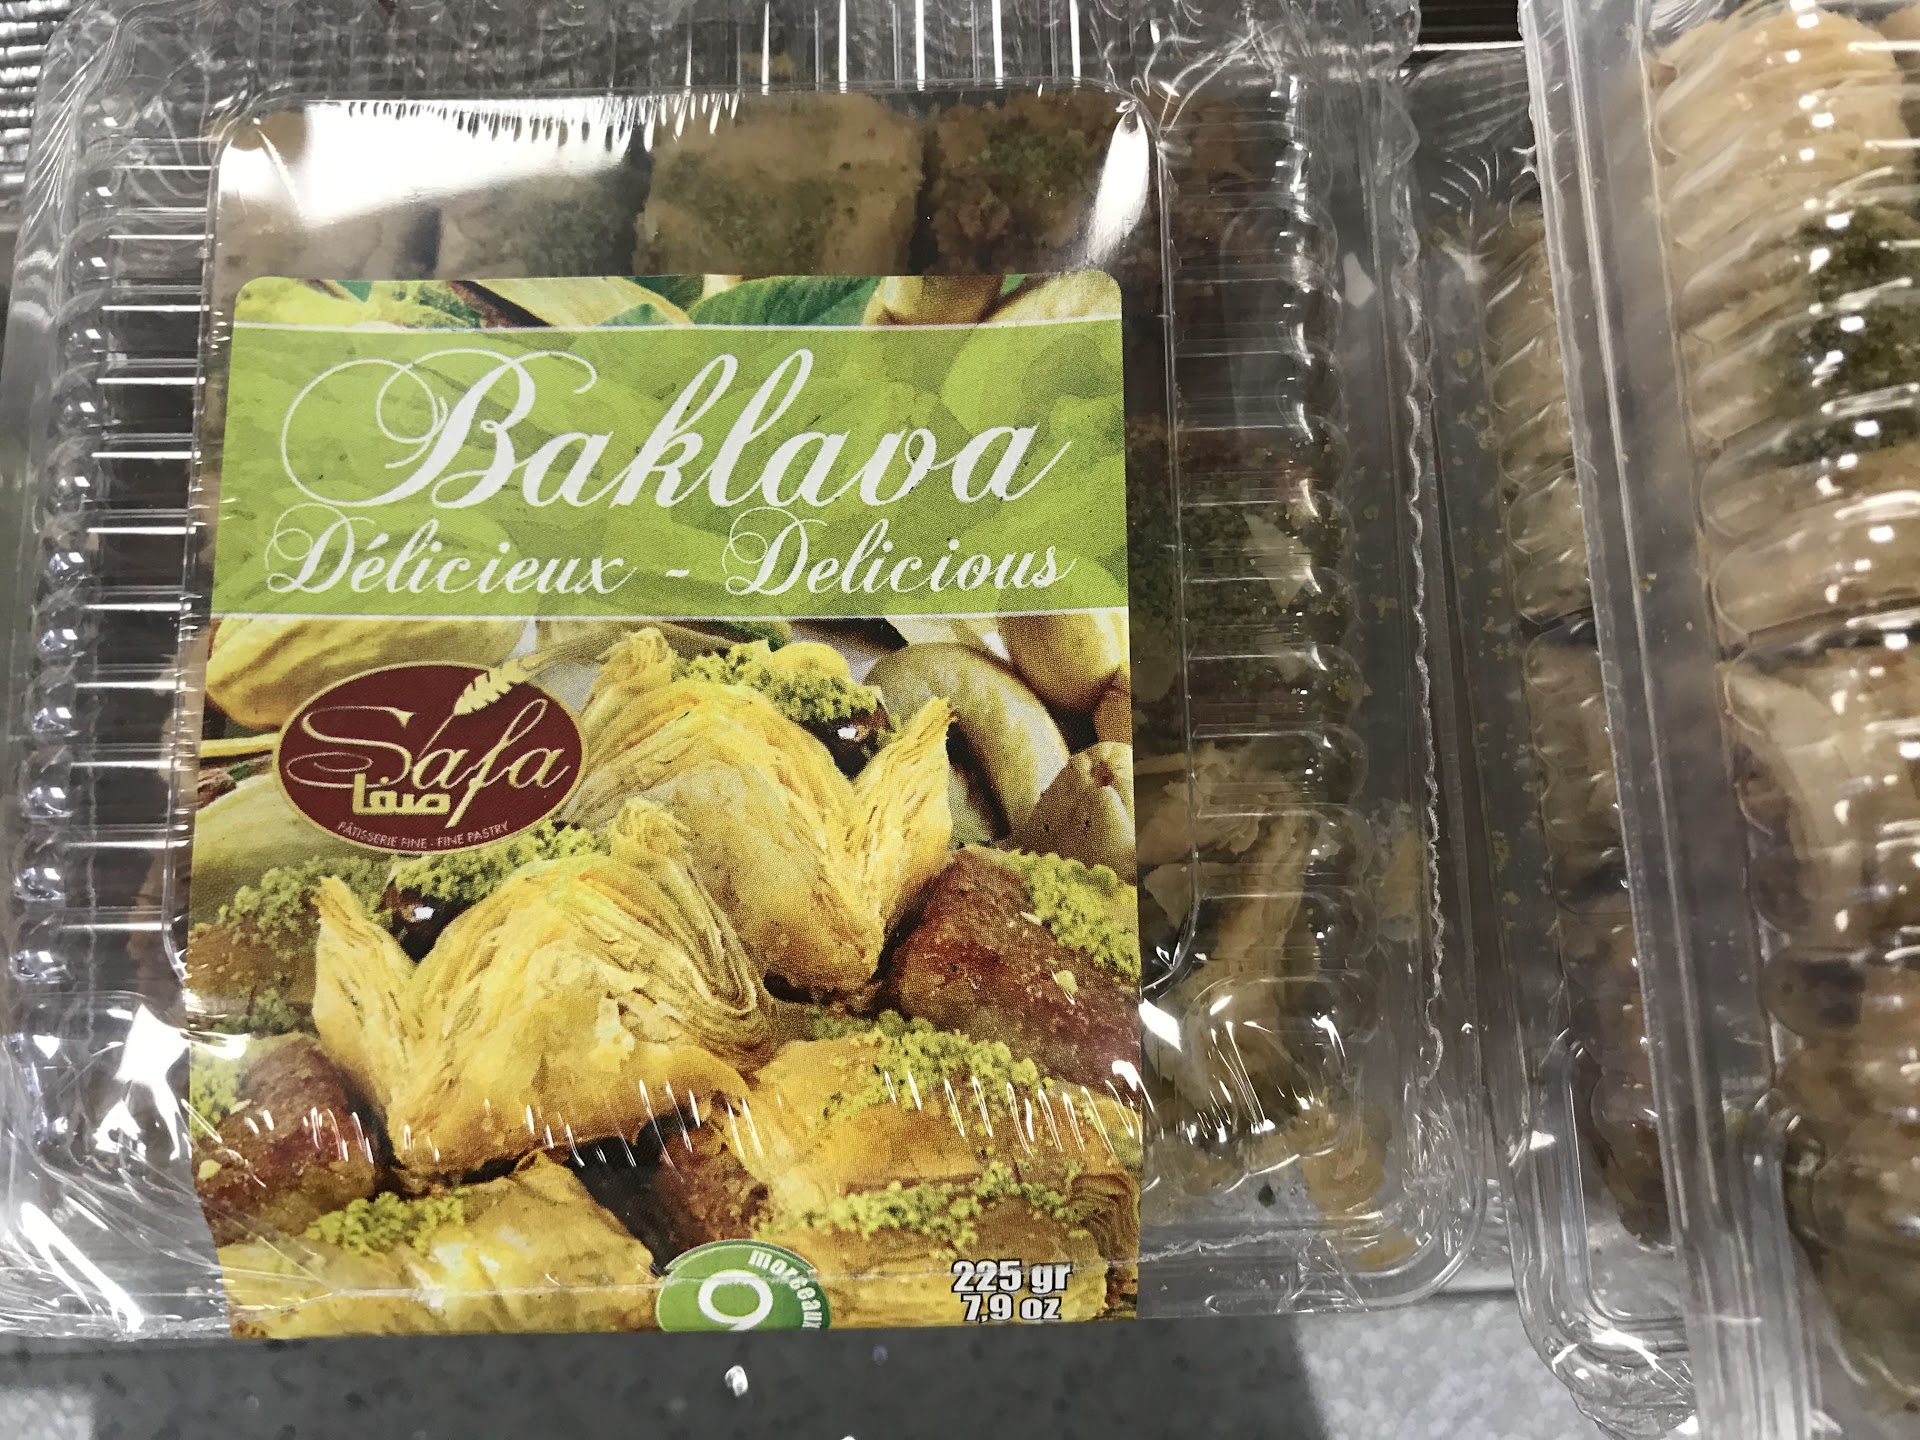 Baklava
Délicieux - Delicious
Safa
صفا
PÂTISSERIE FINE - FINE PASTRY
9
morceaux
225 gr
7,9 oz